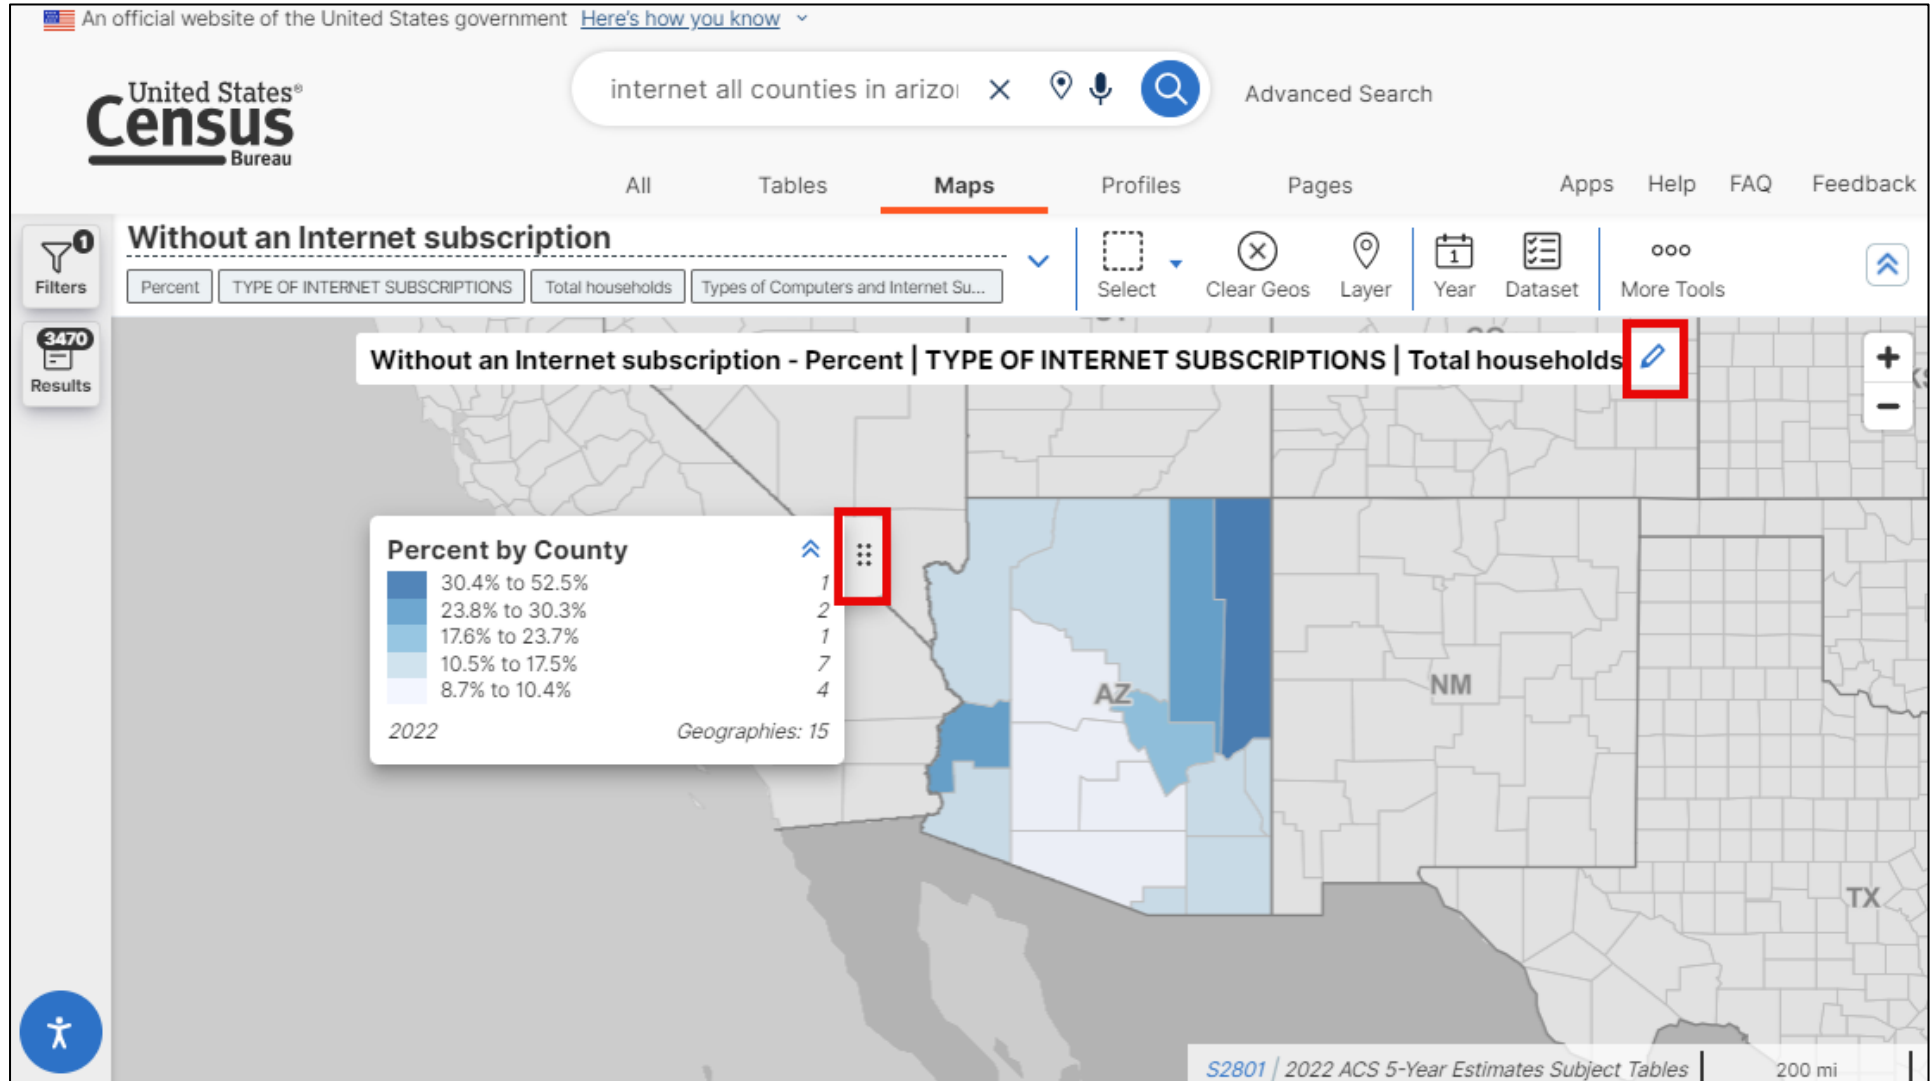 An official website of the United States government Here's how you know
United States®
Census
Bureau
internet all counties in arizo
Advanced Search
All Tables Maps Profiles Pages Apps Help FAQ Feedback
1
Filters
3470
Results
Without an Internet subscription
Percent TYPE OF INTERNET SUBSCRIPTIONS Total households Types of Computers and Internet Su...
Select Clear Geos Layer 1 Year Dataset More Tools
Without an Internet subscription - Percent | TYPE OF INTERNET SUBSCRIPTIONS | Total households
+
−
Percent by County
30.4% to 52.5% 1
23.8% to 30.3% 2
17.6% to 23.7% 1
10.5% to 17.5% 7
8.7% to 10.4% 4
2022 Geographies: 15
AZ
NM
TX
S2801 | 2022 ACS 5-Year Estimates Subject Tables
200 mi